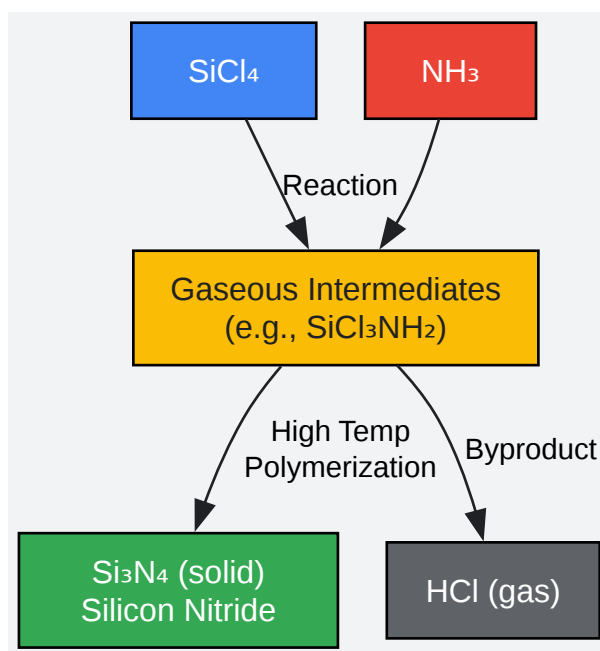 SiCl₄
NH₃
Reaction
Gaseous Intermediates
(e.g., SiCl₃NH₂)
High Temp
Polymerization
Byproduct
Si₃N₄ (solid)
Silicon Nitride
HCl (gas)